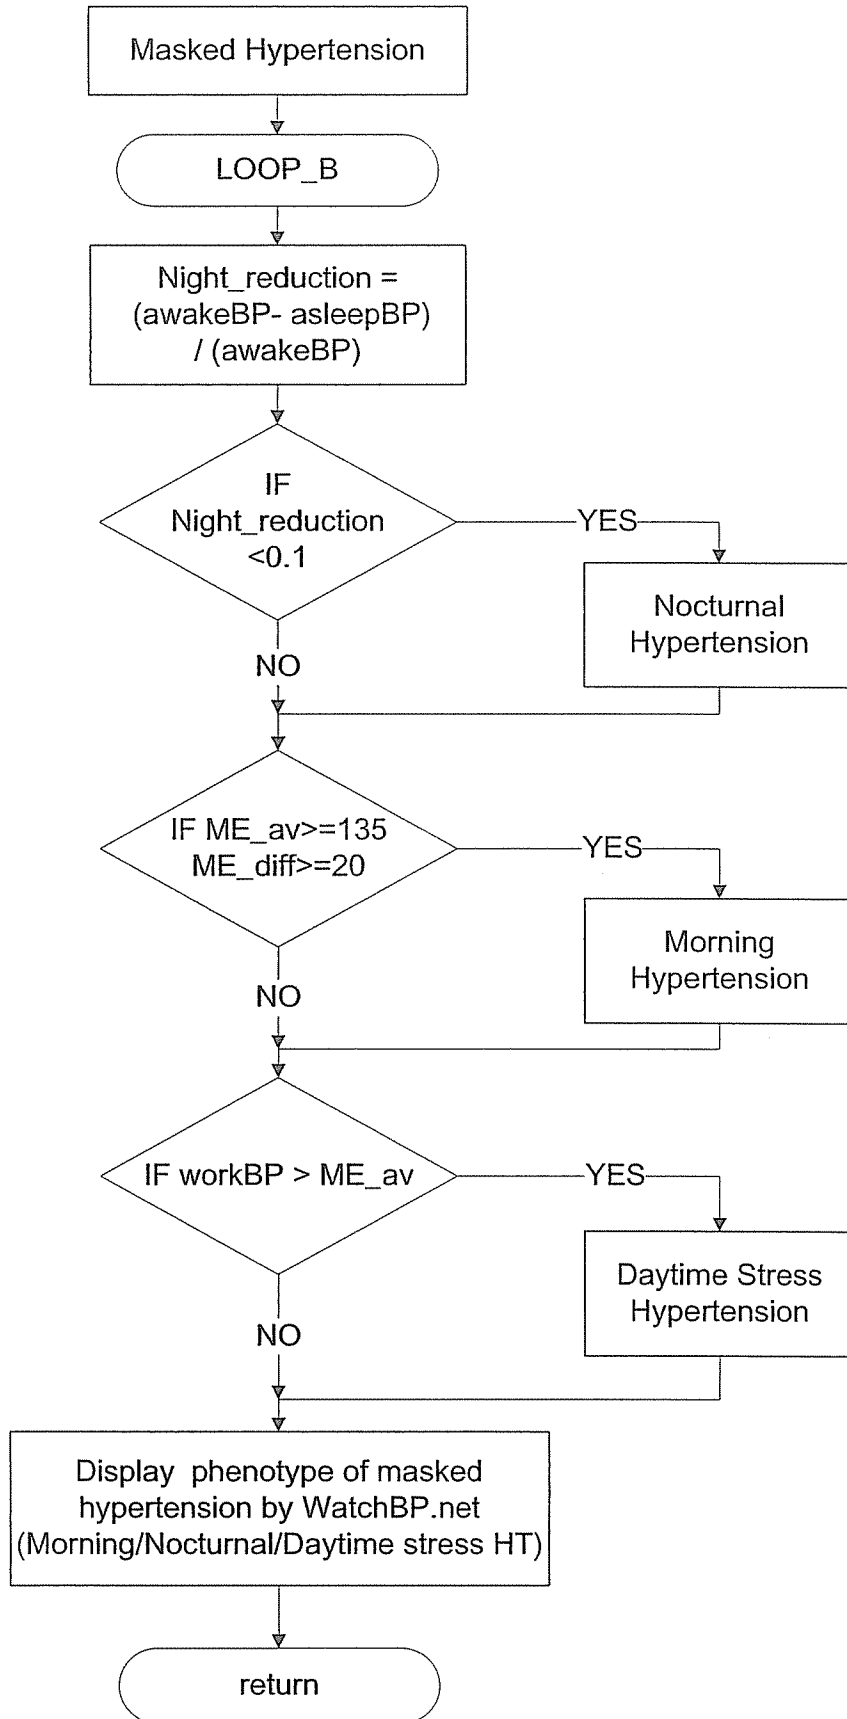 Masked Hypertension
LOOP_B
Night_reduction =
(awakeBP- asleepBP)
/ (awakeBP)
IF
Night_reduction
<0.1
YES
Nocturnal
Hypertension
NO
IF ME_av>=135
ME_diff>=20
YES
Morning
Hypertension
NO
IF workBP > ME_av
YES
Daytime Stress
Hypertension
NO
Display phenotype of masked
hypertension by WatchBP.net
(Morning/Nocturnal/Daytime stress HT)
return